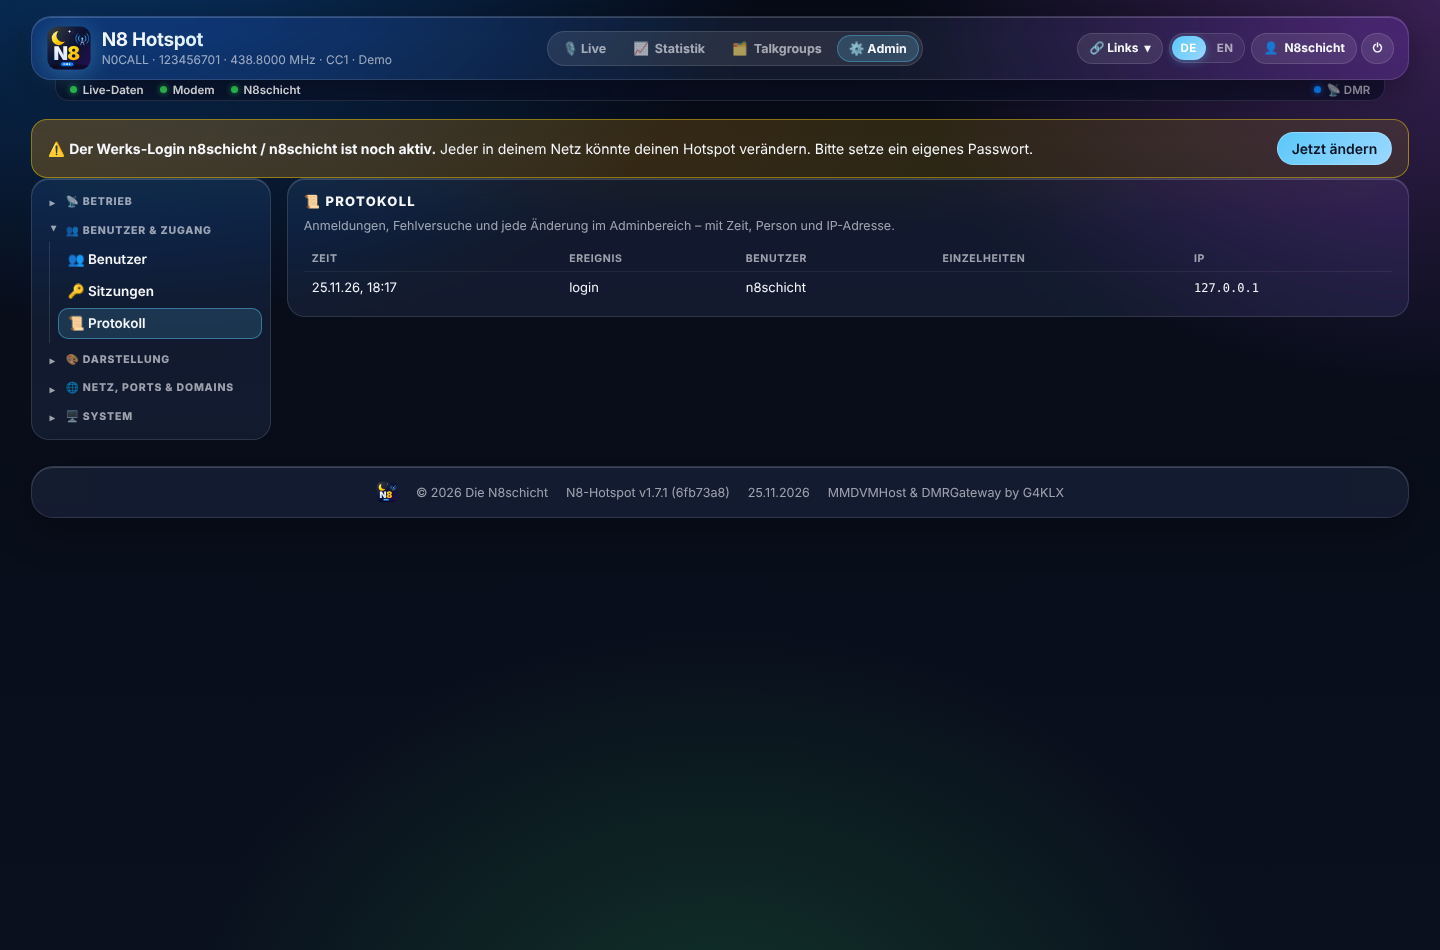 N8 Hotspot
N0CALL · 123456701 · 438.8000 MHz · CC1 · Demo
Live
Statistik
Talkgroups
Admin
Links ▾
DE
EN
N8schicht
Live-Daten
Modem
N8schicht
DMR
Der Werks-Login n8schicht / n8schicht ist noch aktiv. Jeder in deinem Netz könnte deinen Hotspot verändern. Bitte setze ein eigenes Passwort.
Jetzt ändern
BETRIEB
BENUTZER & ZUGANG
Benutzer
Sitzungen
Protokoll
DARSTELLUNG
NETZ, PORTS & DOMAINS
SYSTEM
PROTOKOLL
Anmeldungen, Fehlversuche und jede Änderung im Adminbereich – mit Zeit, Person und IP-Adresse.
ZEIT EREIGNIS BENUTZER EINZELHEITEN IP
25.11.26, 18:17 login n8schicht 127.0.0.1
N8 © 2026 Die N8schicht N8-Hotspot v1.7.1 (6fb73a8) 25.11.2026 MMDVMHost & DMRGateway by G4KLX